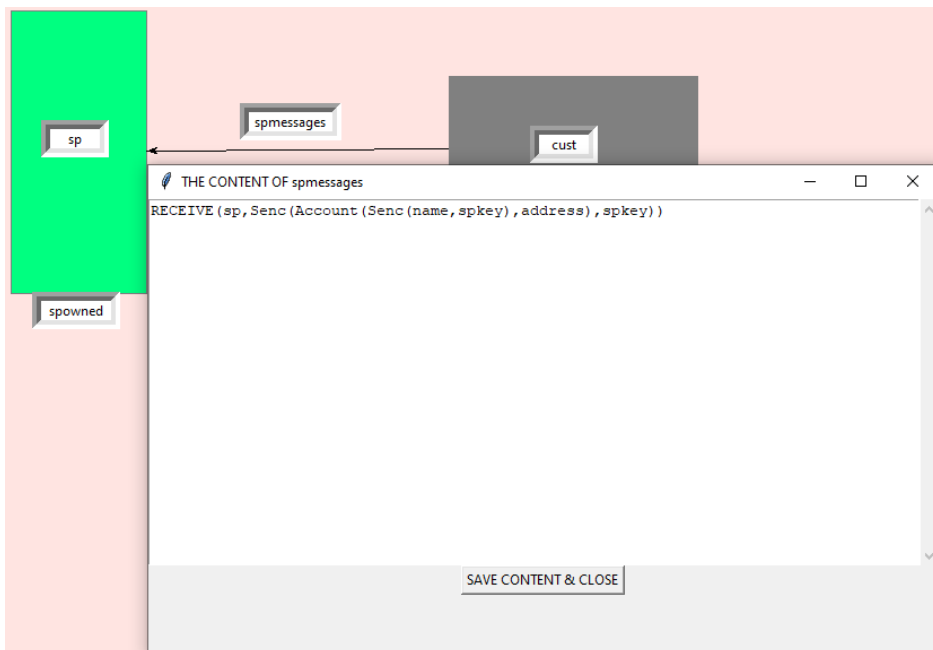 spmessages
sp
cust
THE CONTENT OF spmessages
RECEIVE(sp,Senc(Account(Senc(name,spkey),address),spkey))
spowned
SAVE CONTENT & CLOSE